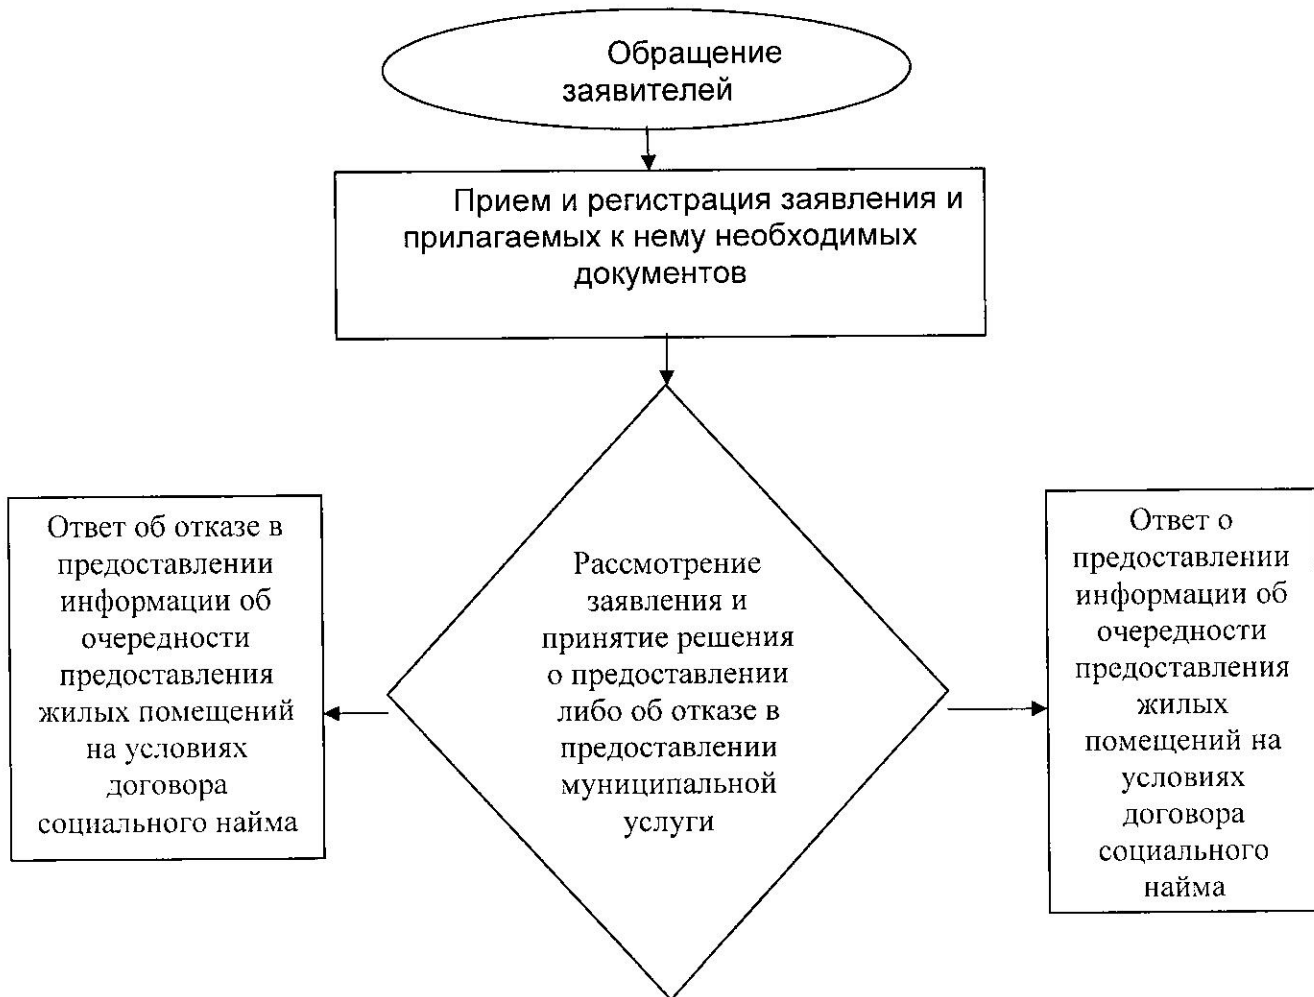 Обращение
заявителей
Прием и регистрация заявления и
прилагаемых к нему необходимых
документов
Ответ об отказе в
предоставлении
информации об
очередности
предоставления
жилых помещений
на условиях
договора
социального найма
Рассмотрение
заявления и
принятие решения
о предоставлении
либо об отказе в
предоставлении
муниципальной
услуги
Ответ о
предоставлении
информации об
очередности
предоставления
жилых
помещений на
условиях
договора
социального
найма